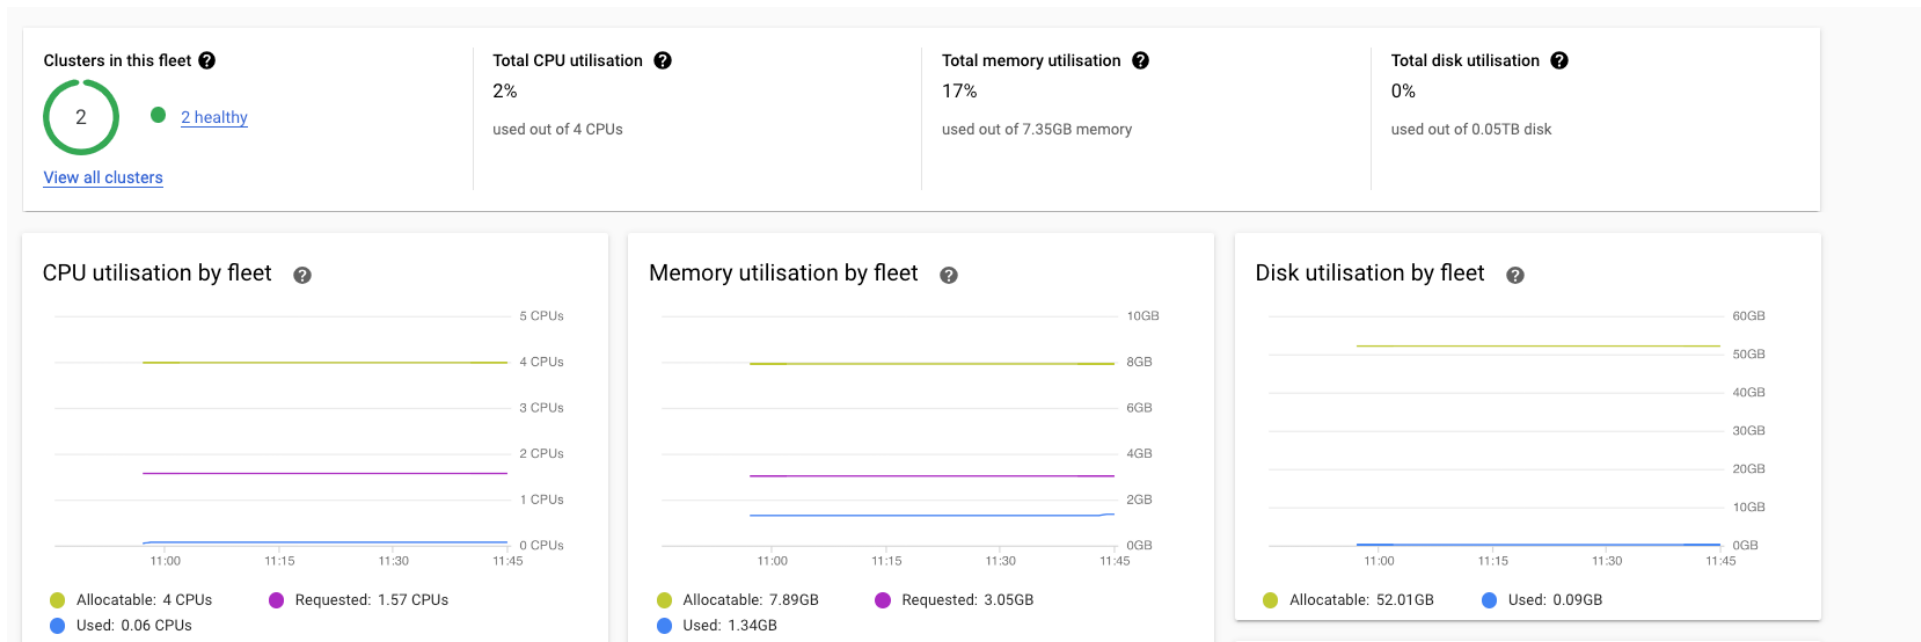 Clusters in this fleet
2
2 healthy
View all clusters
Total CPU utilisation
2%
used out of 4 CPUs
Total memory utilisation
17%
used out of 7.35GB memory
Total disk utilisation
0%
used out of 0.05TB disk
CPU utilisation by fleet
5 CPUs
4 CPUs
3 CPUs
2 CPUs
1 CPUs
0 CPUs
11:00 11:15 11:30 11:45
Allocatable: 4 CPUs Requested: 1.57 CPUs
Used: 0.06 CPUs
Memory utilisation by fleet
10GB
8GB
6GB
4GB
2GB
0GB
11:00 11:15 11:30 11:45
Allocatable: 7.89GB Requested: 3.05GB
Used: 1.34GB
Disk utilisation by fleet
60GB
50GB
40GB
30GB
20GB
10GB
0GB
11:00 11:15 11:30 11:45
Allocatable: 52.01GB Used: 0.09GB